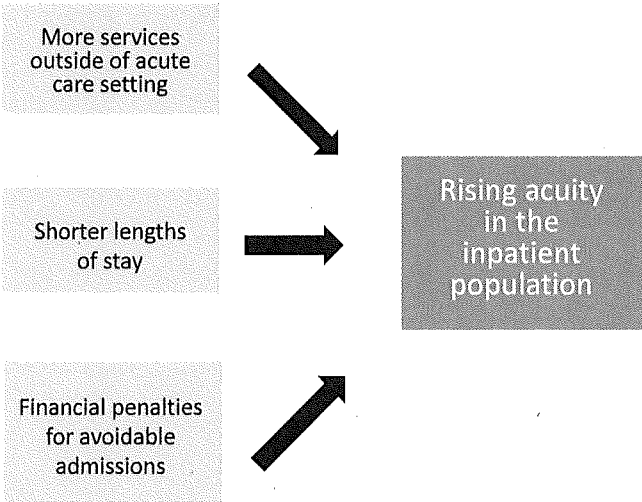 More services
outside of acute
care setting
Shorter lengths
of stay
Financial penalties
for avoidable
admissions
Rising acuity
in the
inpatient
population